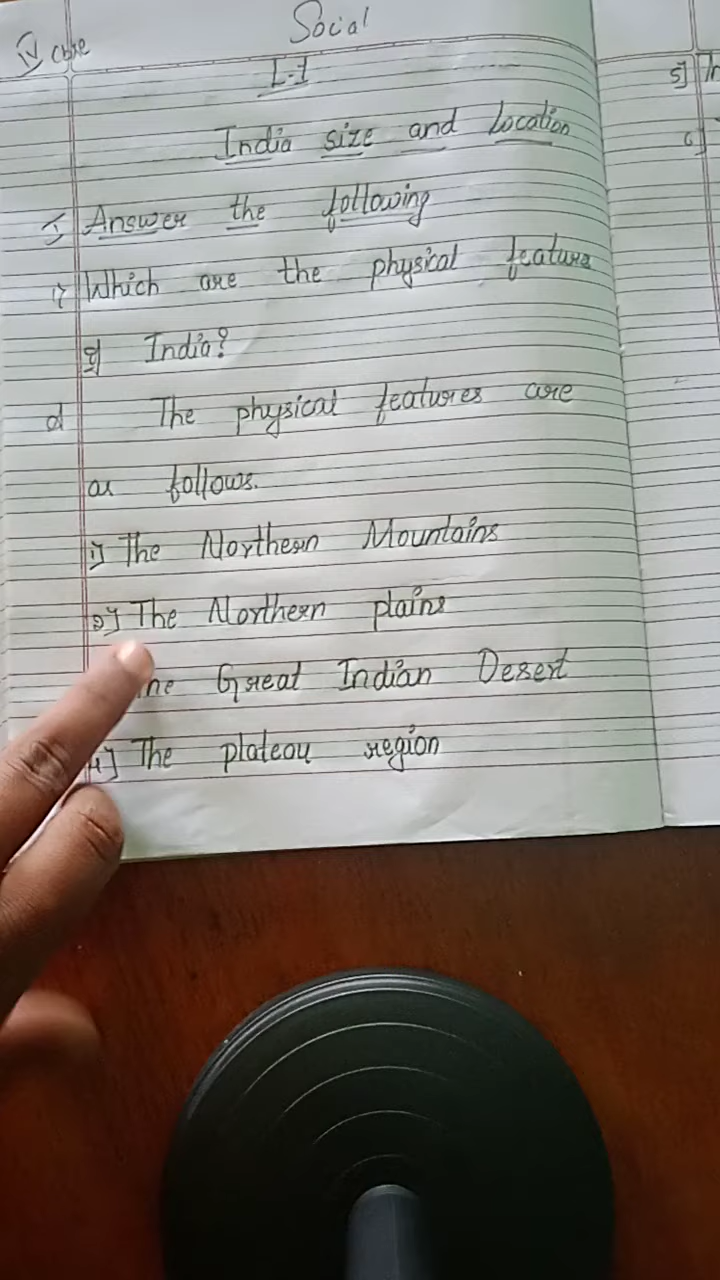 IV CBSE
Social
L-1
India size and Location
I) Answer the following
1) Which are the physical features
of India?
The physical features are
as follows.
1) The Northern Mountains
2) The Northern plains
Great Indian Desert
4) The plateau region
5]
6]